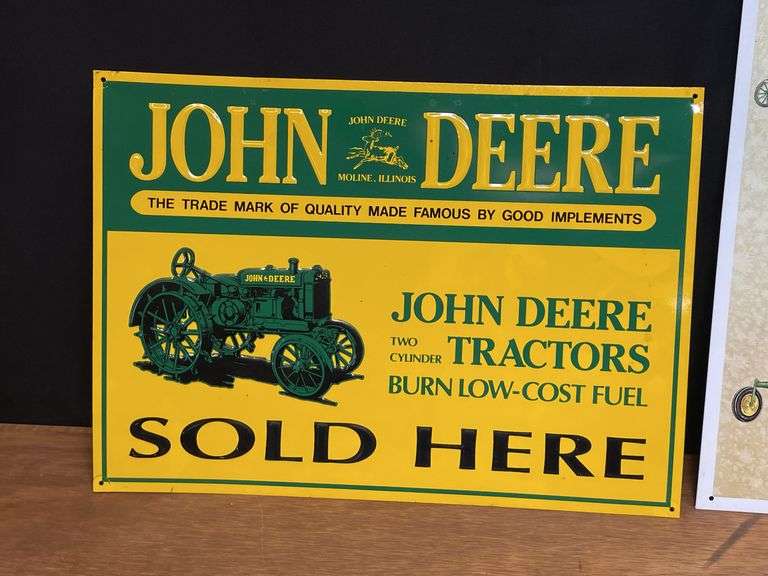 JOHN DEERE
JOHN DEERE
MOLINE, ILLINOIS
THE TRADE MARK OF QUALITY MADE FAMOUS BY GOOD IMPLEMENTS
JOHN DEERE
JOHN DEERE
TWO CYLINDER TRACTORS
BURN LOW-COST FUEL
SOLD HERE